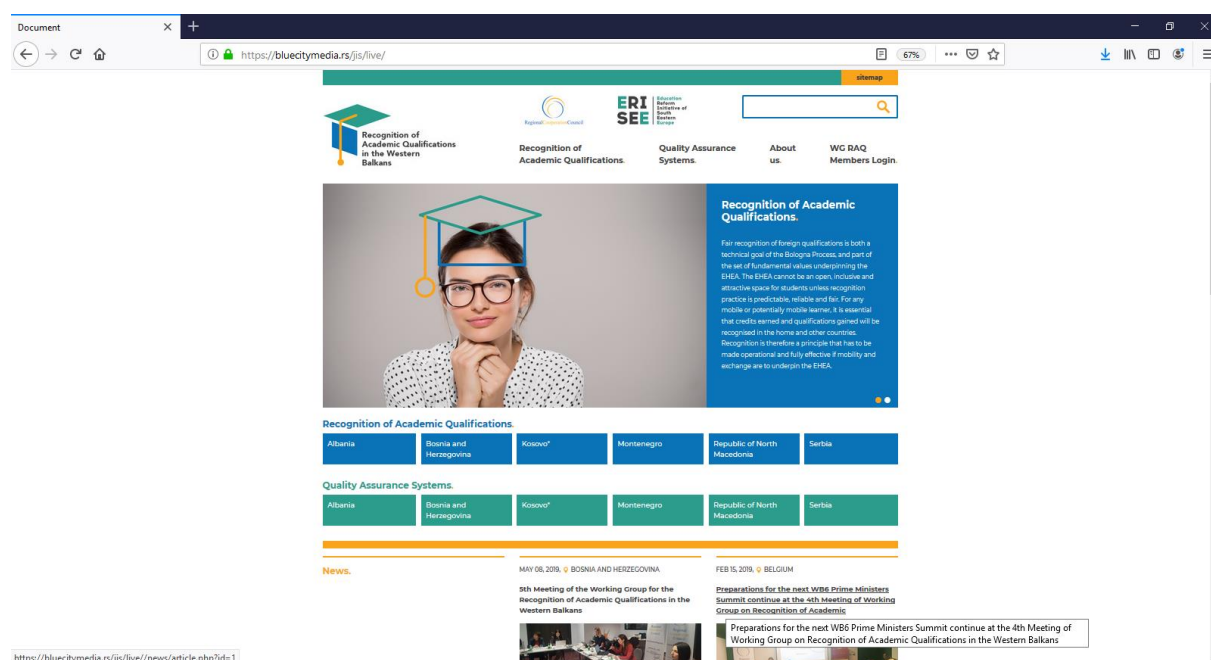 Document
67%
https://bluecitymedia.rs/jis/live/
sitemap
Recognition of
Academic Qualifications
in the Western
Balkans
RegionalCooperationCouncil
ERI
SEE
Education
Reform
Initiative of
South
Eastern
Europe
Recognition of
Academic Qualifications.
Quality Assurance
Systems.
About
us.
WG RAQ
Members Login.
Recognition of Academic
Qualifications.
Fair recognition of foreign qualifications is both a
technical goal of the Bologna Process, and part of
the set of fundamental values underpinning the
EHEA. The EHEA cannot be an open, inclusive and
attractive space for students unless recognition
practice is predictable, reliable and fair. For any
mobile or potentially mobile learner, it is essential
that credits earned and qualifications gained will be
recognised in the home and other countries.
Recognition is therefore a principle that has to be
made operational and fully effective if mobility and
exchange are to underpin the EHEA.
Recognition of Academic Qualifications.
Albania
Bosnia and
Herzegovina
Kosovo*
Montenegro
Republic of North
Macedonia
Serbia
Quality Assurance Systems.
Albania
Bosnia and
Herzegovina
Kosovo*
Montenegro
Republic of North
Macedonia
Serbia
News.
MAY 08, 2019, BOSNIA AND HERZEGOVINA
5th Meeting of the Working Group for the
Recognition of Academic Qualifications in the
Western Balkans
FEB 15, 2019, BELGIUM
Preparations for the next WB6 Prime Ministers
Summit continue at the 4th Meeting of Working
Group on Recognition of Academic
Preparations for the next WB6 Prime Ministers Summit continue at the 4th Meeting of
Working Group on Recognition of Academic Qualifications in the Western Balkans
https://bluecitymedia.rs/jis/live//news/article.php?id=1